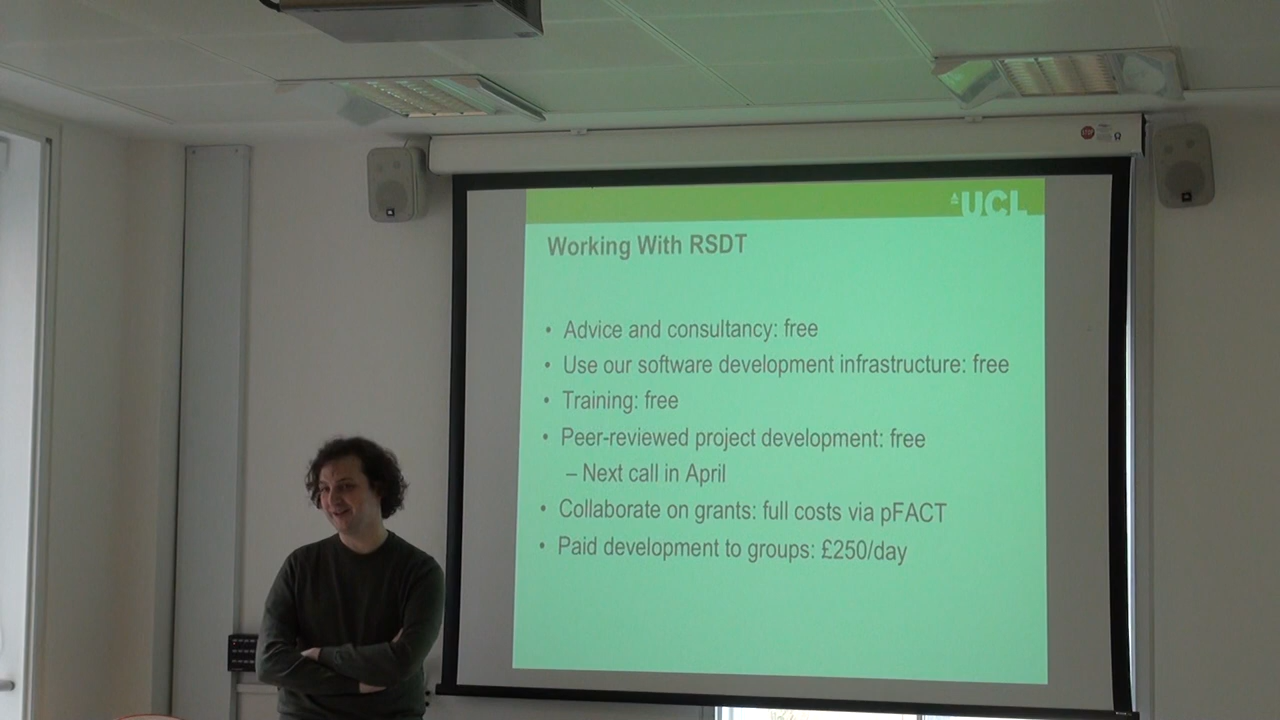 UCL
Working With RSDT
• Advice and consultancy: free
• Use our software development infrastructure: free
• Training: free
• Peer-reviewed project development: free
– Next call in April
• Collaborate on grants: full costs via pFACT
• Paid development to groups: £250/day